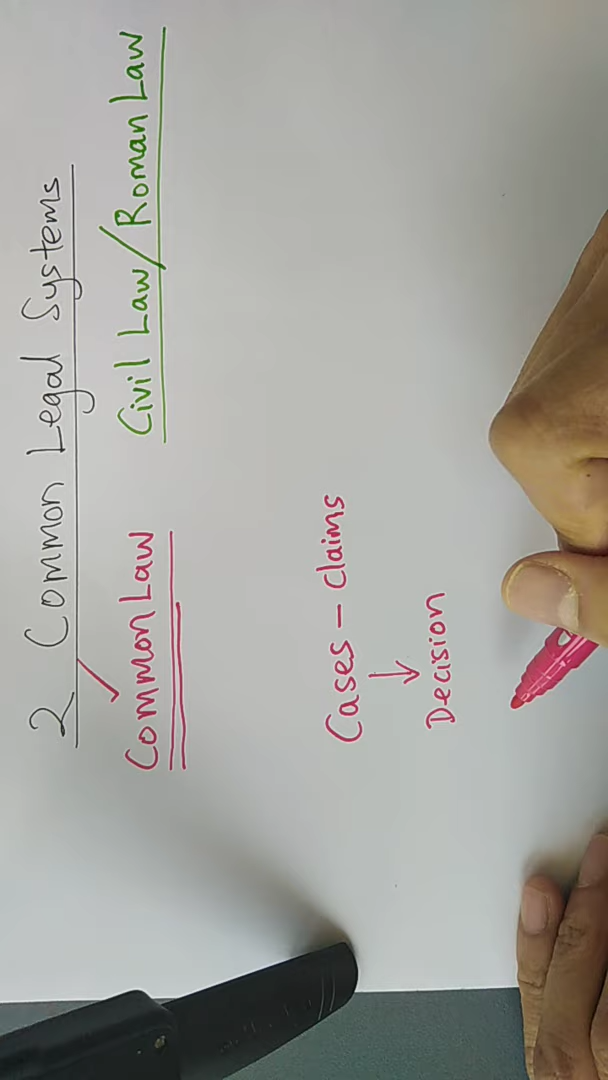 2 Common Legal Systems
Common Law
Civil Law/Roman Law
Cases - claims
↓
Decision